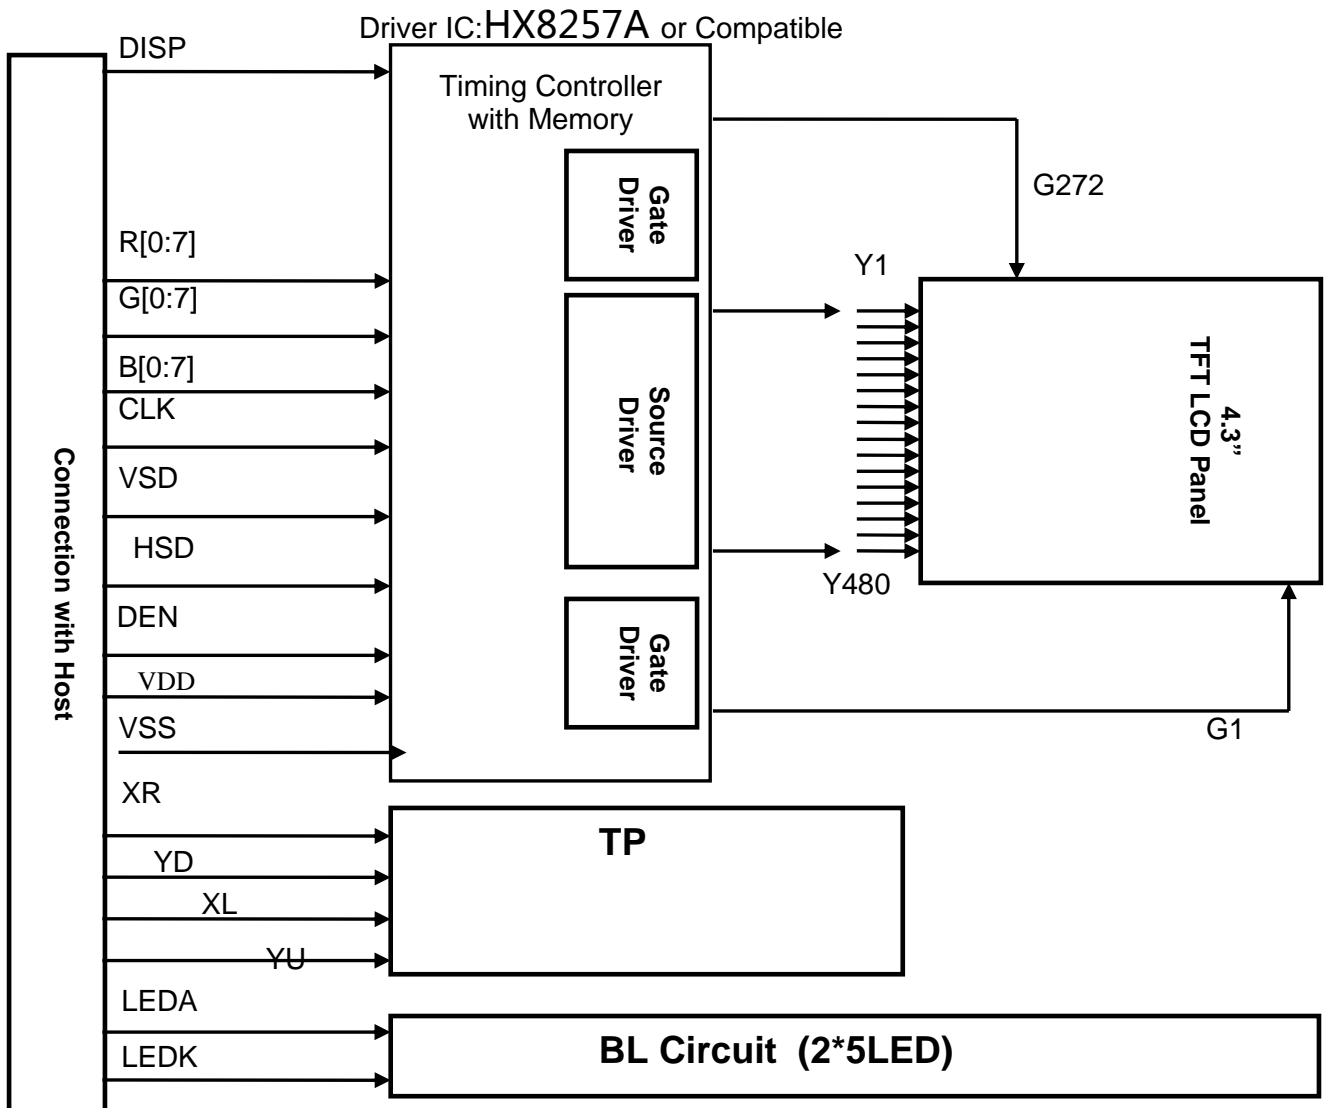 Driver IC:HX8257A or Compatible
DISP
Timing Controller
with Memory
Gate
Driver
G272
R[0:7]
Y1
G[0:7]
B[0:7]
CLK
Source
Driver
4.3”
TFT LCD Panel
VSD
Connection with Host
HSD
Y480
DEN
Gate
Driver
VDD
VSS
G1
XR
TP
YD
XL
YU
LEDA
BL Circuit (2*5LED)
LEDK